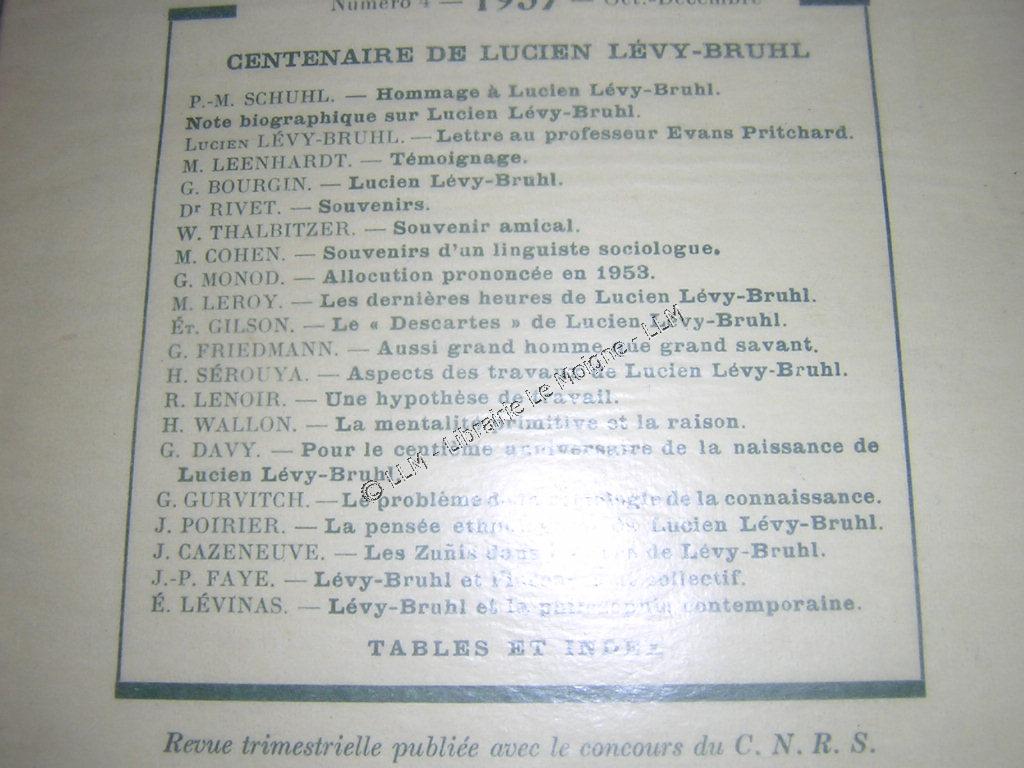 Numéro 4 — 1957 — Oct.-Décembre
CENTENAIRE DE LUCIEN LÉVY-BRUHL
P.-M. SCHUHL. — Hommage à Lucien Lévy-Bruhl.
Note biographique sur Lucien Lévy-Bruhl.
LUCIEN LÉVY-BRUHL. — Lettre au professeur Evans Pritchard.
M. LEENHARDT. — Témoignage.
G. BOURGIN. — Lucien Lévy-Bruhl.
Dr RIVET. — Souvenirs.
W. THALBITZER. — Souvenir amical.
M. COHEN. — Souvenirs d'un linguiste sociologue.
G. MONOD. — Allocution prononcée en 1953.
M. LEROY. — Les dernières heures de Lucien Lévy-Bruhl.
ÉT. GILSON. — Le « Descartes » de Lucien Lévy-Bruhl.
G. FRIEDMANN. — Aussi grand homme que grand savant.
H. SÉROUYA. — Aspects des travaux de Lucien Lévy-Bruhl.
R. LENOIR. — Une hypothèse de travail.
H. WALLON. — La mentalité primitive et la raison.
G. DAVY. — Pour le centième anniversaire de la naissance de
Lucien Lévy-Bruhl.
G. GURVITCH. — Le problème de la sociologie de la connaissance.
J. POIRIER. — La pensée de Lucien Lévy-Bruhl.
J. CAZENEUVE. — Les Zuñis dans de Lévy-Bruhl.
J.-P. FAYE. — Lévy-Bruhl et collectif.
É. LÉVINAS. — Lévy-Bruhl et la philosophie contemporaine.
TABLES ET INDEX
Revue trimestrielle publiée avec le concours du C. N. R. S.
© LLM - Librairie Le Moigne - LLM